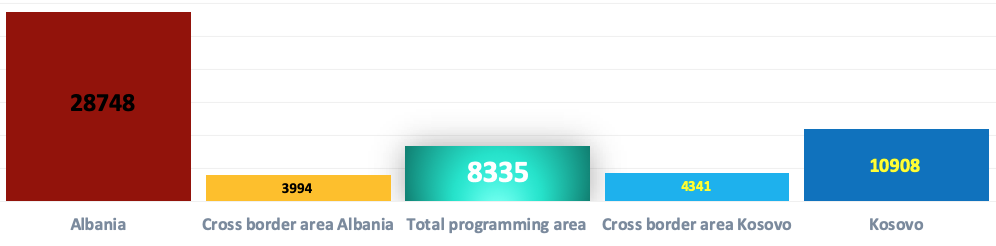 28748
3994
8335
4341
10908
Albania
Cross border area Albania
Total programming area
Cross border area Kosovo
Kosovo